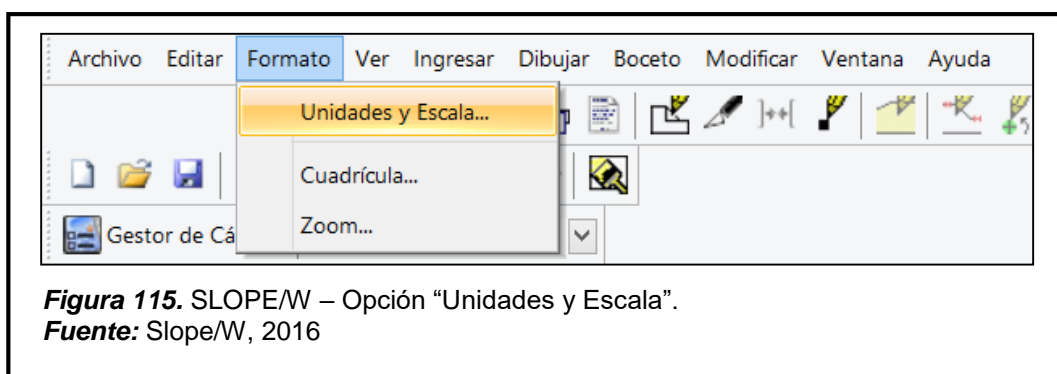 Archivo Editar Formato Ver Ingresar Dibujar Boceto Modificar Ventana Ayuda
Unidades y Escala...
Cuadrícula...
Zoom...
Gestor de Cá
Figura 115. SLOPE/W – Opción “Unidades y Escala”.
Fuente: Slope/W, 2016